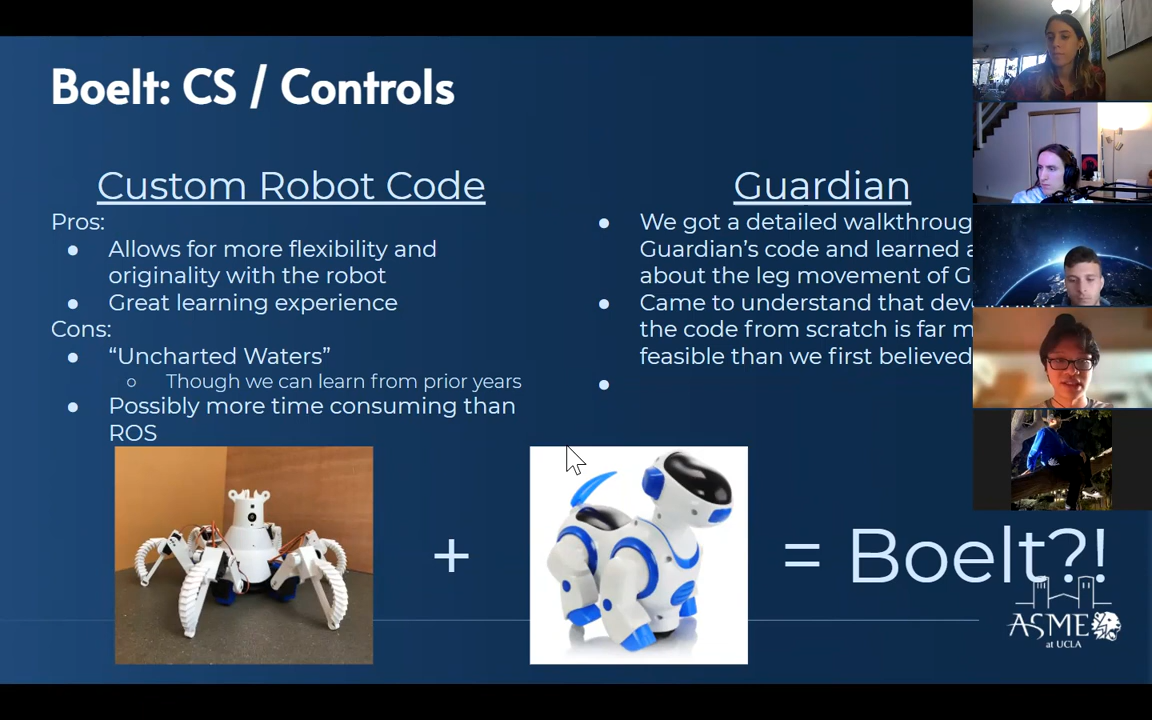 Boelt: CS / Controls
Custom Robot Code
Pros:
● Allows for more flexibility and
originality with the robot
● Great learning experience
Cons:
● “Uncharted Waters”
○ Though we can learn from prior years
● Possibly more time consuming than
ROS
Guardian
● We got a detailed
Guardian’s code and learned
about the leg movement of
● Came to understand that
the code from scratch is far
feasible than we first believed
●
+
= Boelt?!
ASME
at UCLA